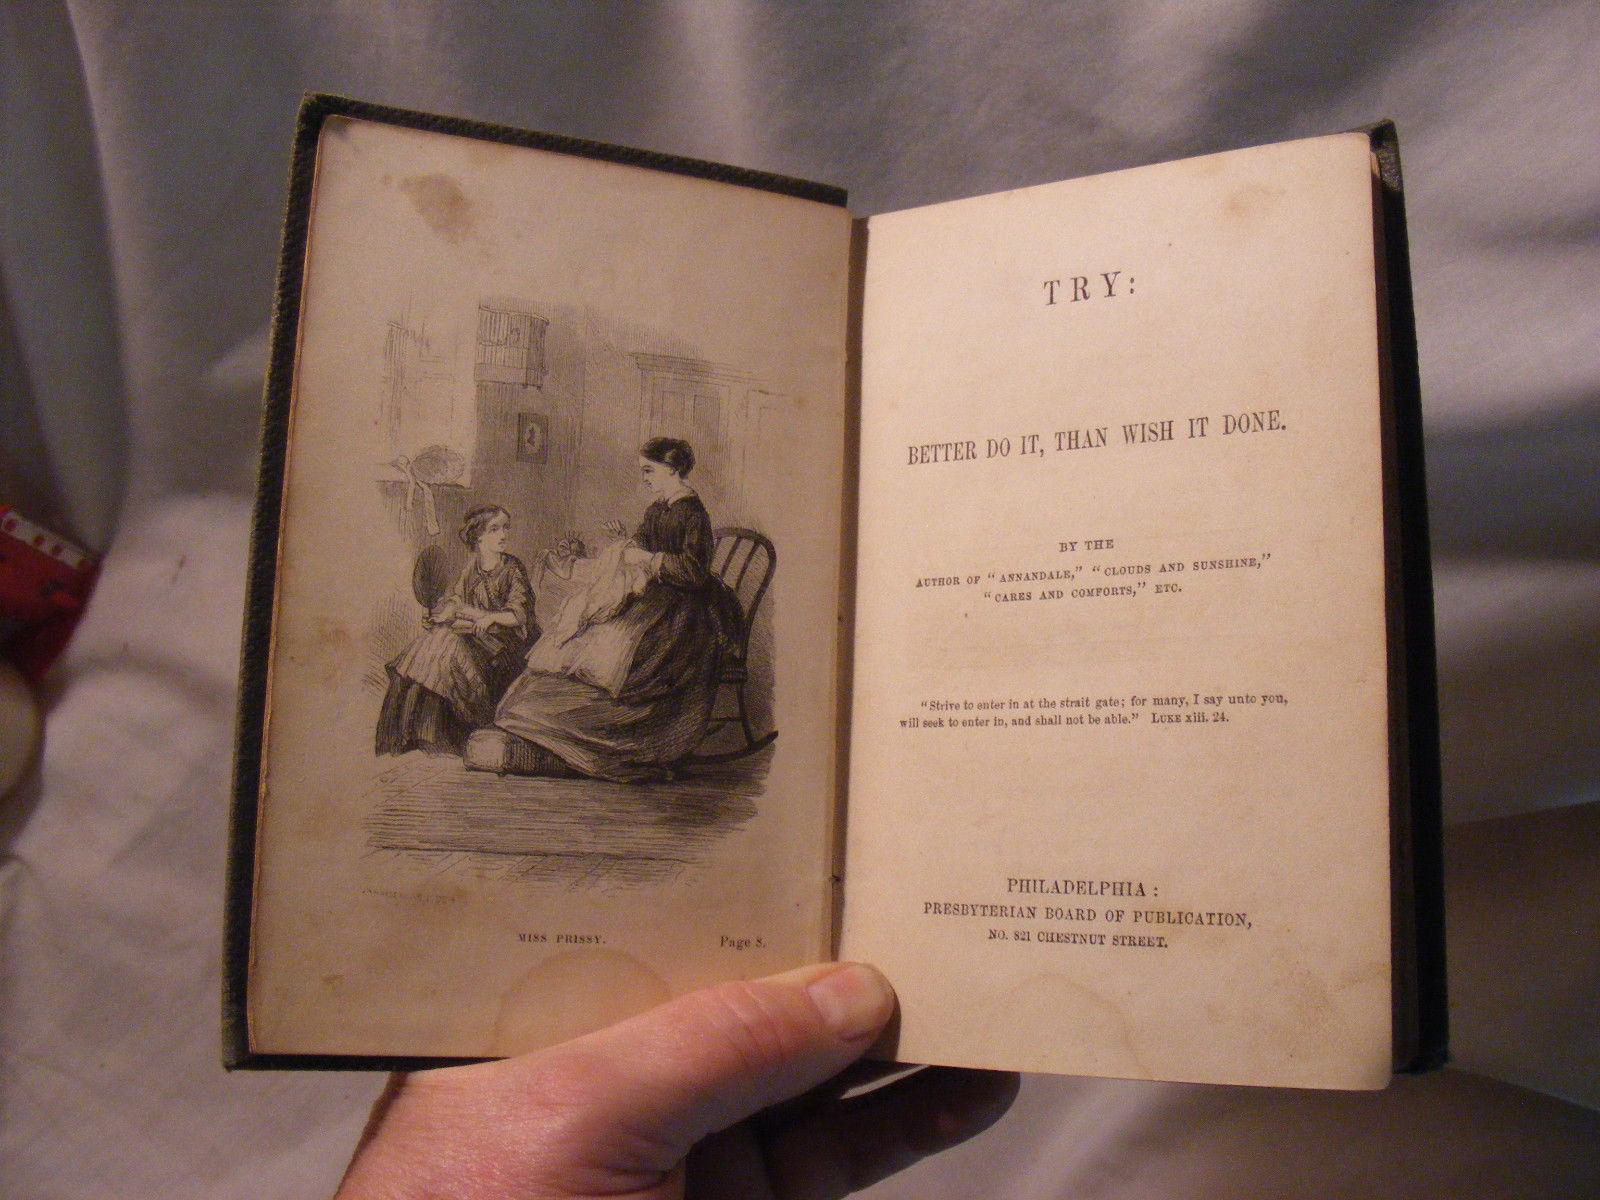 MISS PRISSY.
Page 8.
TRY:
BETTER DO IT, THAN WISH IT DONE.
BY THE
AUTHOR OF "ANNANDALE," "CLOUDS AND SUNSHINE,"
"CARES AND COMFORTS," ETC.
"Strive to enter in at the strait gate; for many, I say unto you,
will seek to enter in, and shall not be able." LUKE xiii. 24.
PHILADELPHIA:
PRESBYTERIAN BOARD OF PUBLICATION,
NO. 821 CHESTNUT STREET.